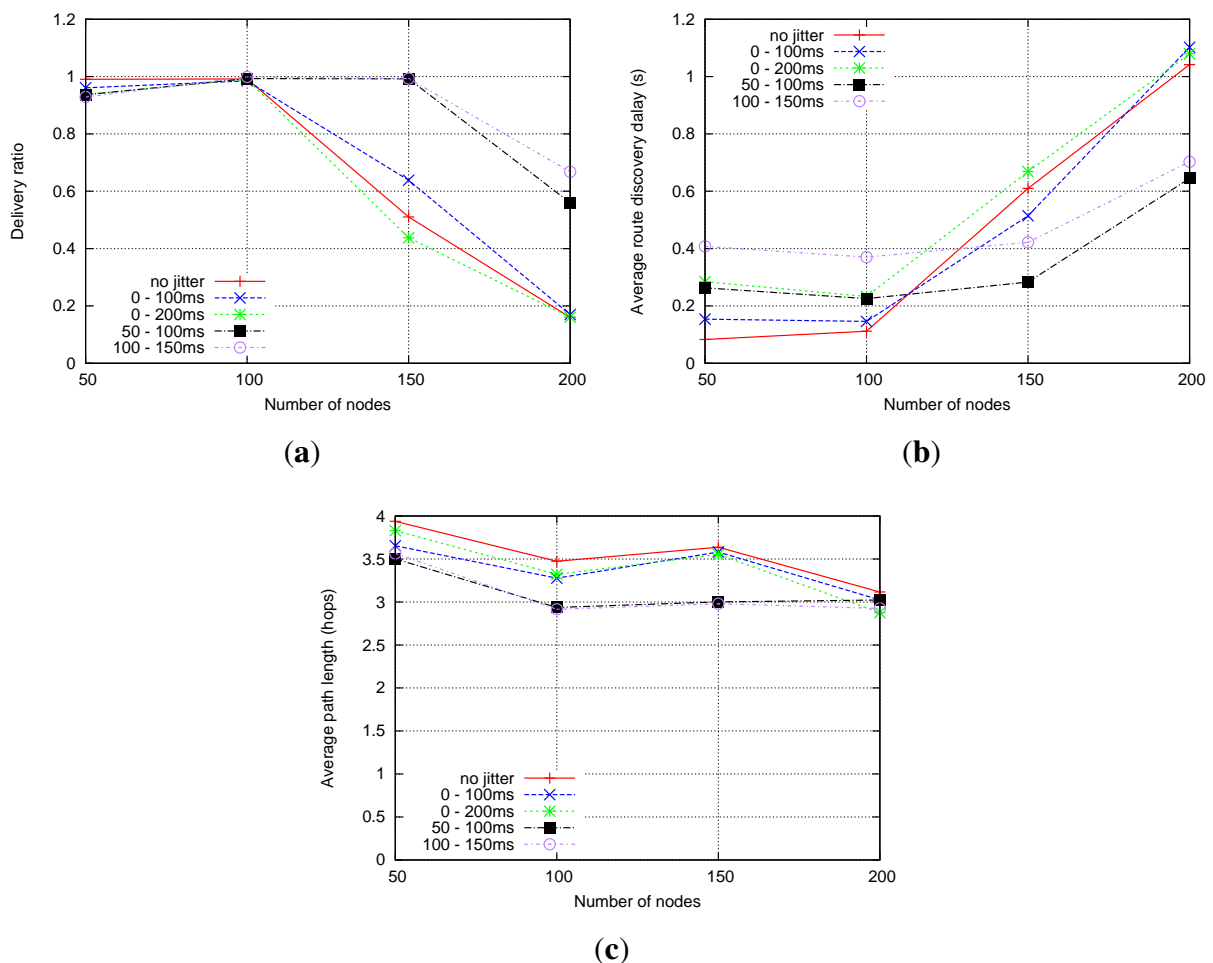 1.2
1
0.8
0.6
0.4
0.2
0
Delivery ratio
no jitter
0 - 100ms
0 - 200ms
50 - 100ms
100 - 150ms
50 100 150 200
Number of nodes
(a)
1.2
1
0.8
0.6
0.4
0.2
0
Average route discovery dalay (s)
no jitter
0 - 100ms
0 - 200ms
50 - 100ms
100 - 150ms
50 100 150 200
Number of nodes
(b)
4
3.5
3
2.5
2
1.5
1
0.5
0
Average path length (hops)
no jitter
0 - 100ms
0 - 200ms
50 - 100ms
100 - 150ms
50 100 150 200
Number of nodes
(c)